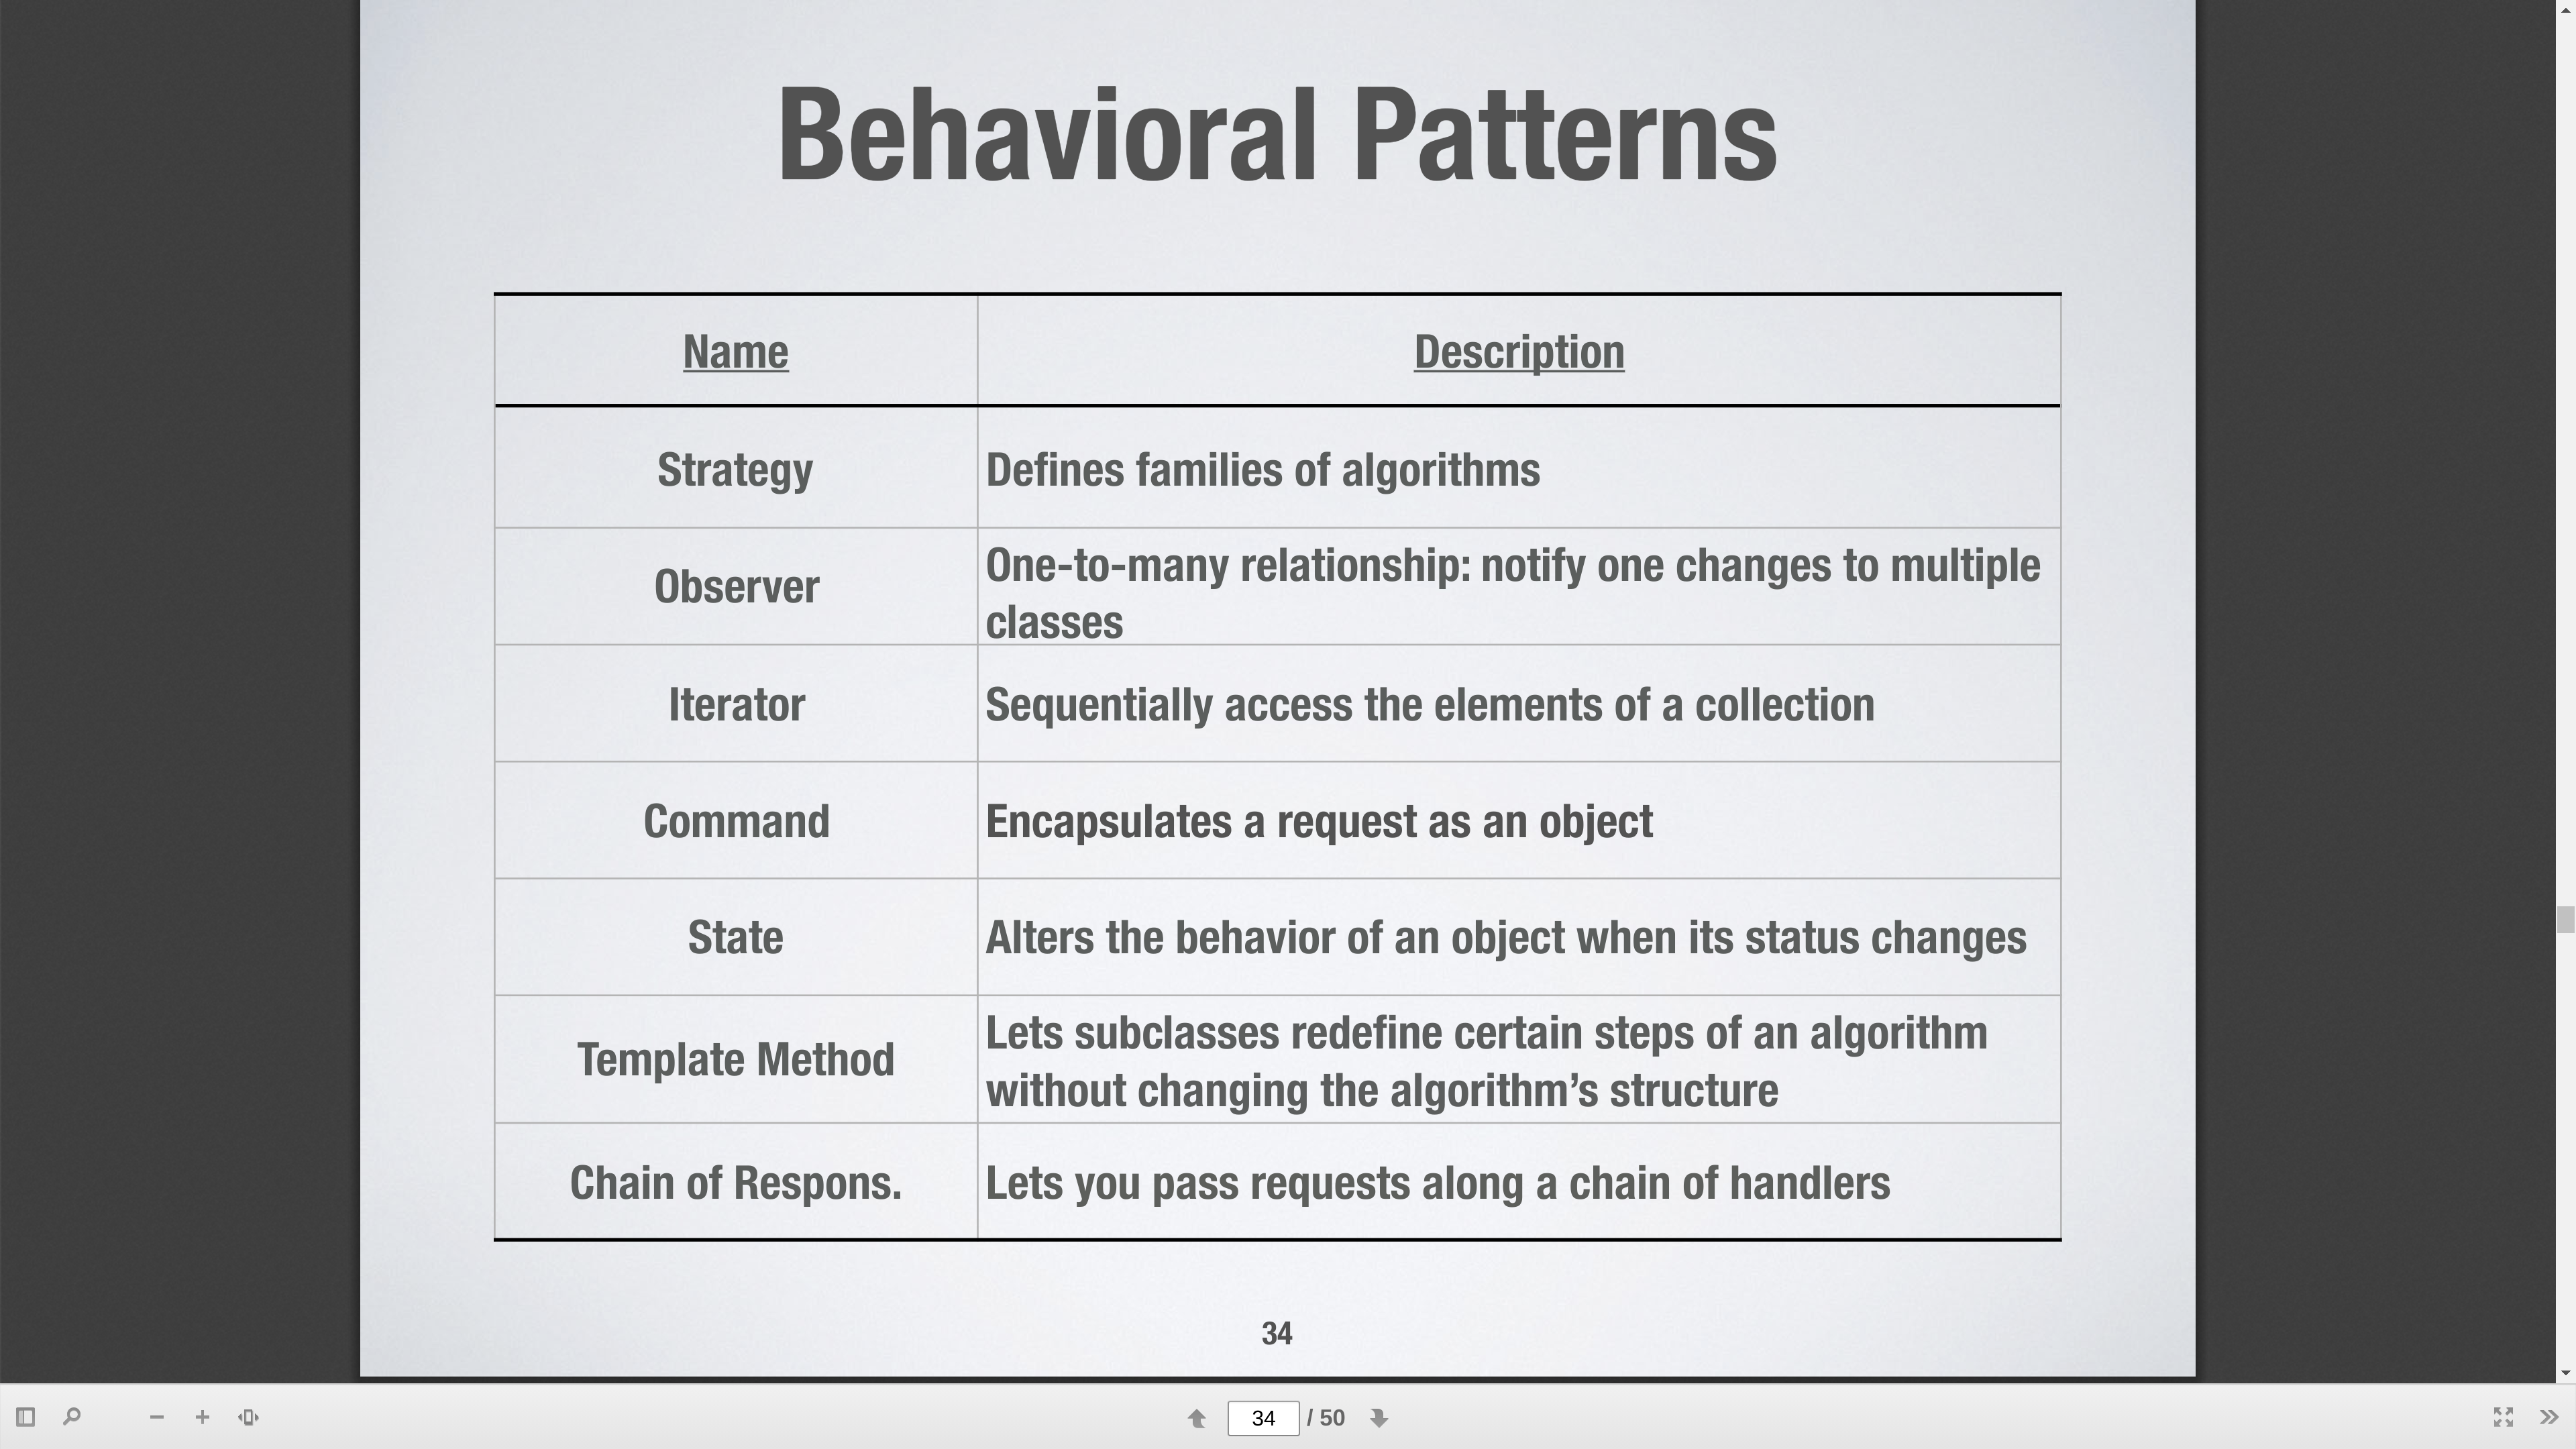 Behavioral Patterns
Name
Description
Strategy
Defines families of algorithms
Observer
One-to-many relationship: notify one changes to multiple
classes
Iterator
Sequentially access the elements of a collection
Command
Encapsulates a request as an object
State
Alters the behavior of an object when its status changes
Template Method
Lets subclasses redefine certain steps of an algorithm
without changing the algorithm’s structure
Chain of Respons.
Lets you pass requests along a chain of handlers
34
34 / 50